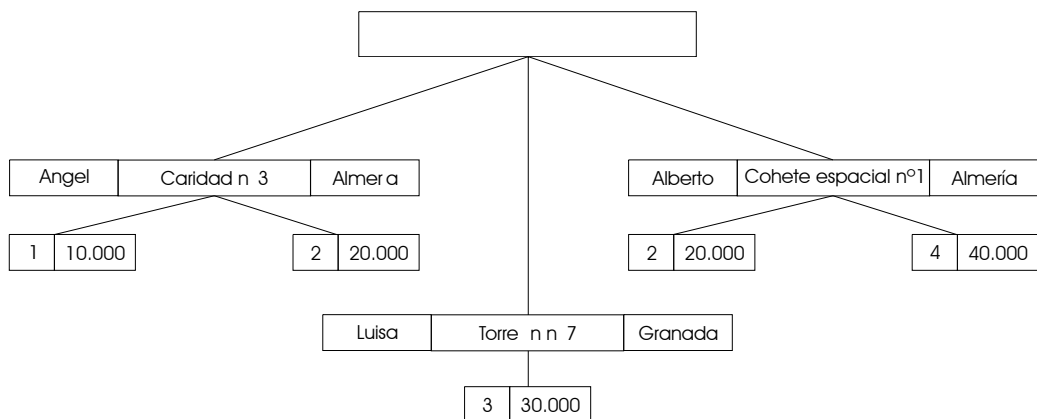 Angel Caridad n 3 Almer a
Alberto Cohete espacial nº1 Almería
1 10.000
2 20.000
2 20.000
4 40.000
Luisa Torre n n 7 Granada
3 30.000